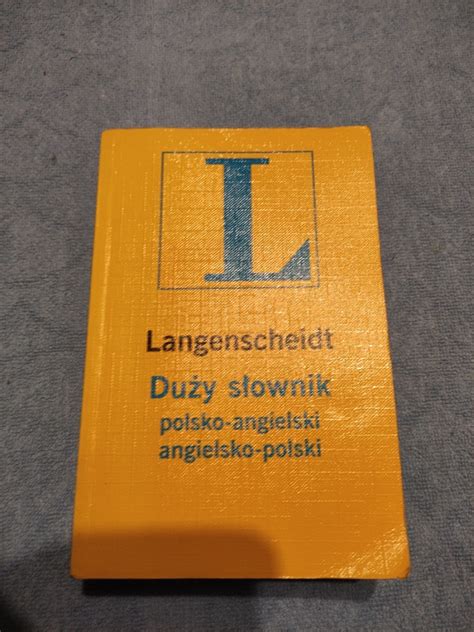 L
Langenscheidt
Duży słownik
polsko-angielski
angielsko-polski